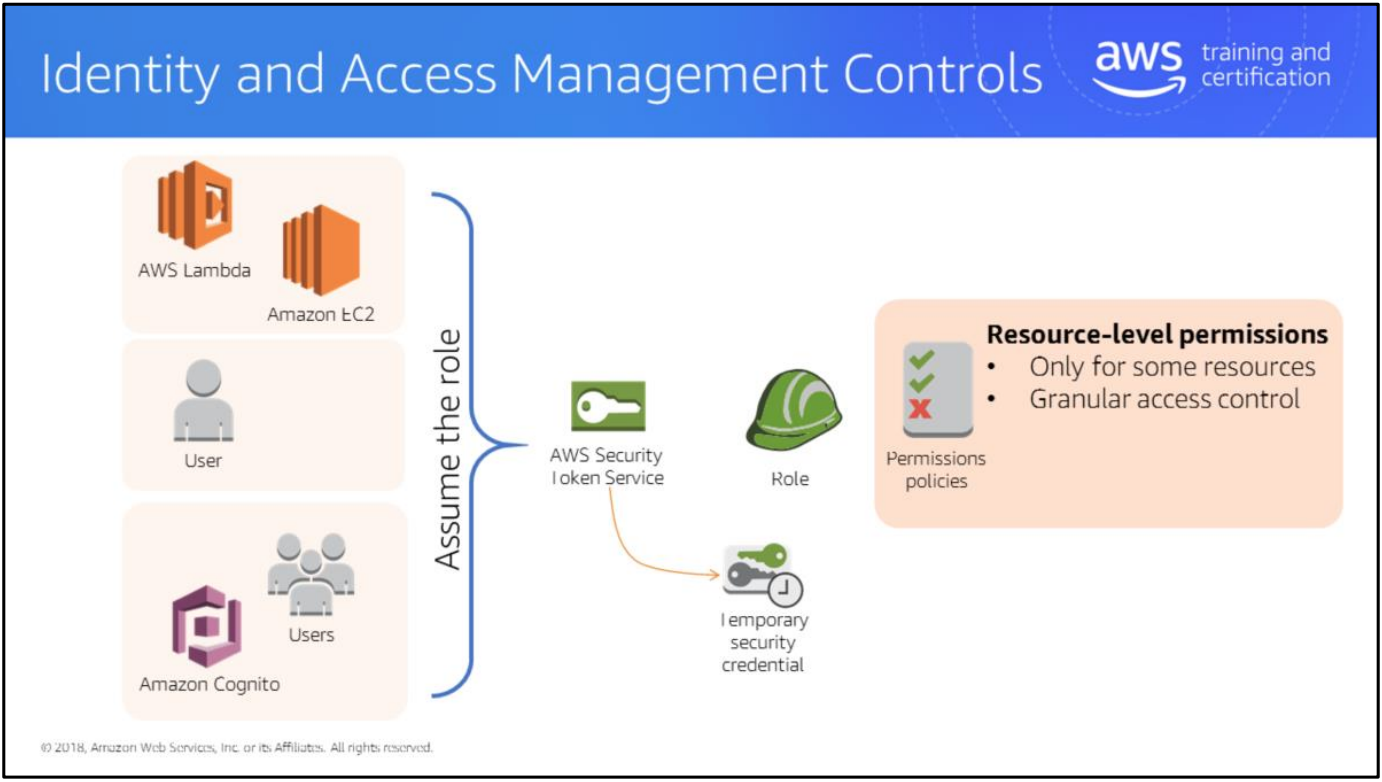 Identity and Access Management Controls
aws training and
certification
AWS Lambda
Amazon EC2
User
Users
Amazon Cognito
Assume the role
AWS Security
Token Service
Role
Temporary
security
credential
Permissions
policies
Resource-level permissions
• Only for some resources
• Granular access control
© 2018, Amazon Web Services, Inc. or its Affiliates. All rights reserved.